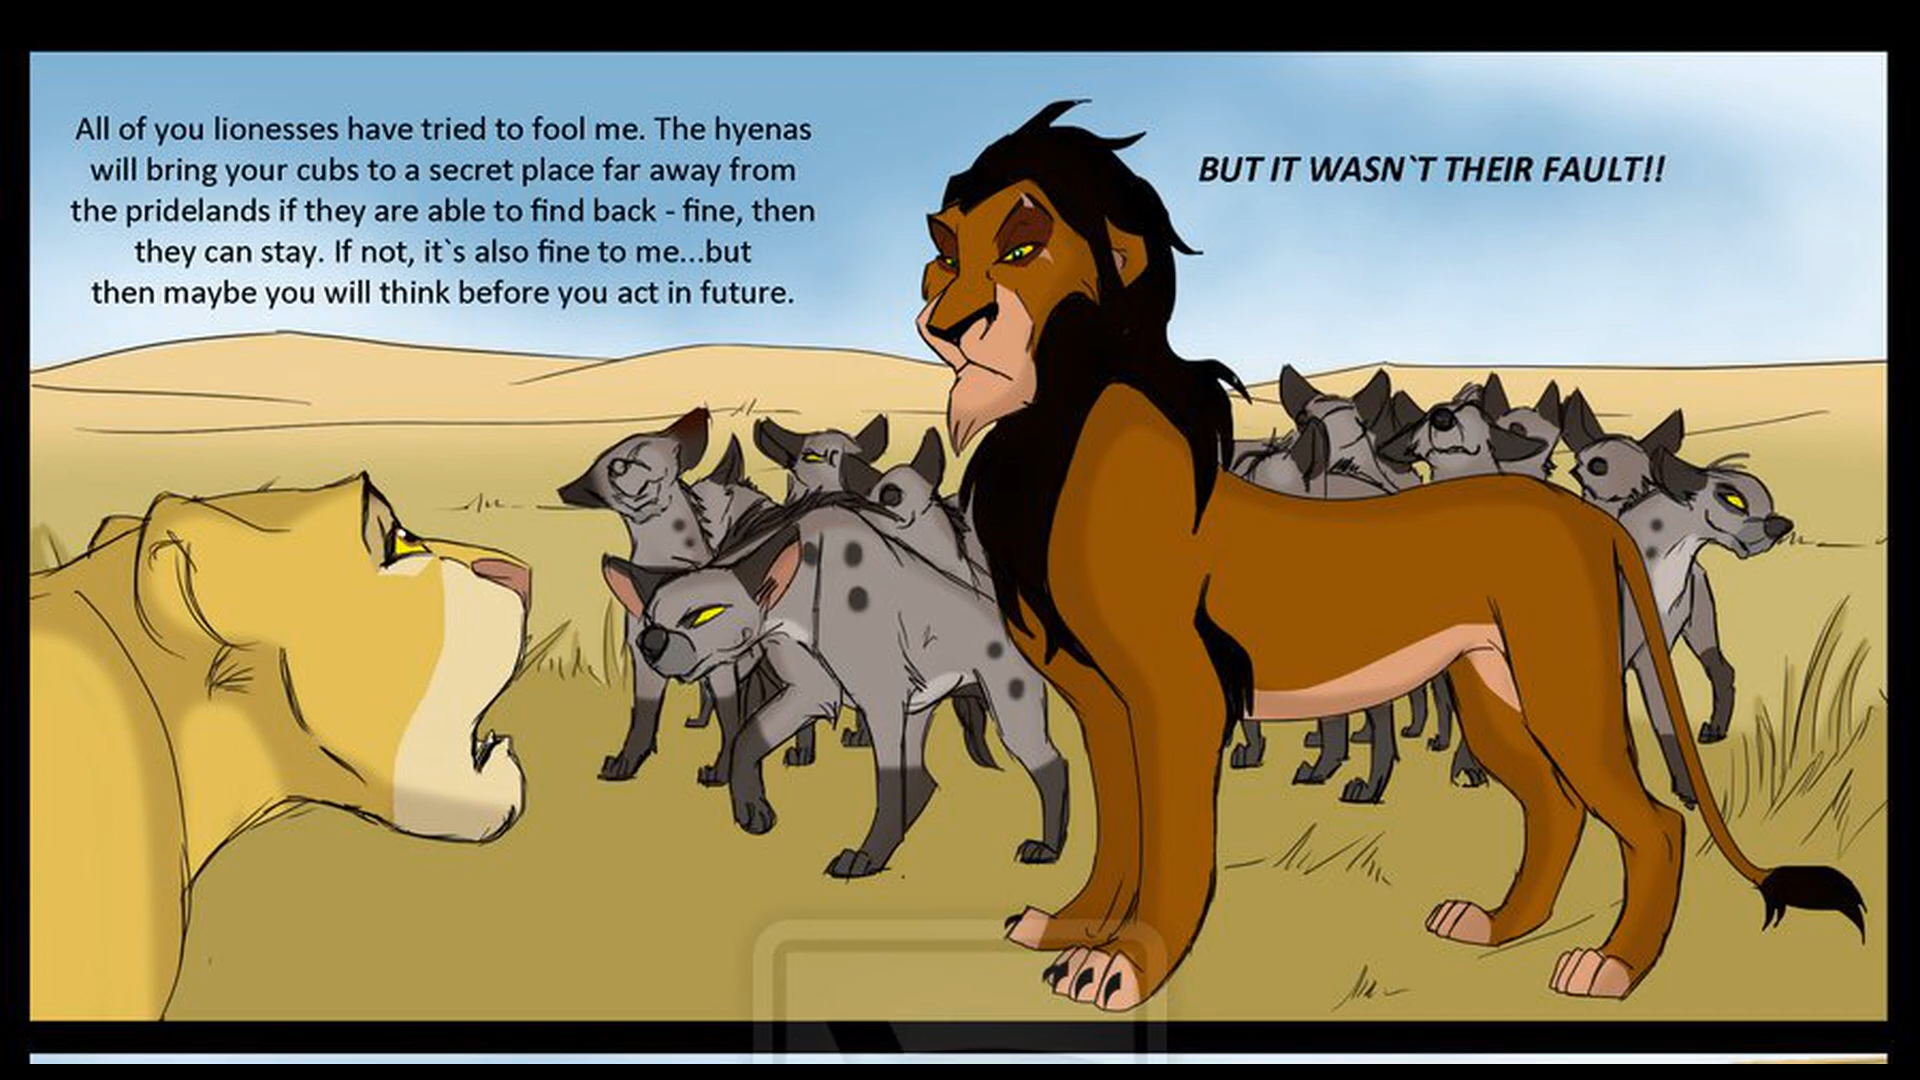 All of you lionesses have tried to fool me. The hyenas
will bring your cubs to a secret place far away from
the pridelands if they are able to find back - fine, then
they can stay. If not, it`s also fine to me...but
then maybe you will think before you act in future.
BUT IT WASN`T THEIR FAULT!!